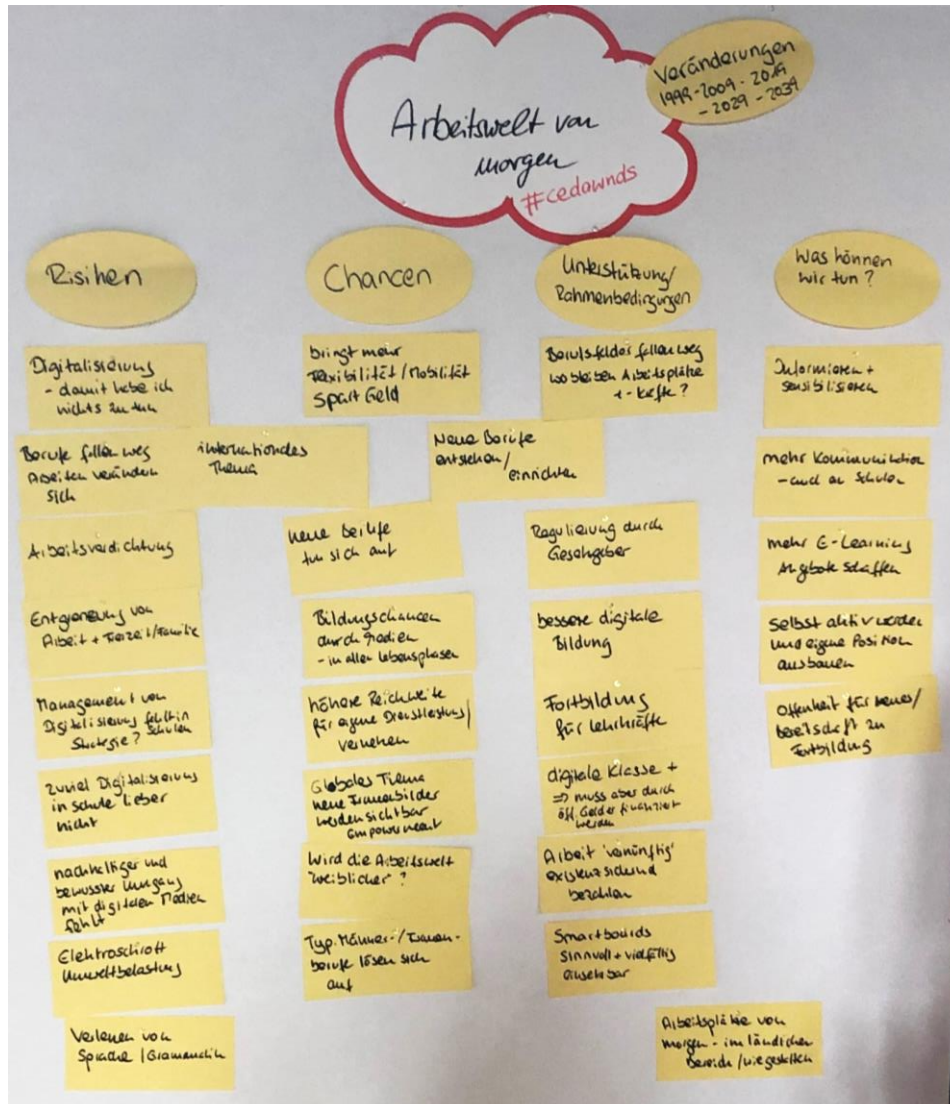 Arbeitswelt von
morgen
#cedawnds
Veränderungen
1999-2009-2019
- 2029 - 2039
Risiken
Digitalisierung
- damit habe ich
nichts zu tun
Berufe fallen weg
Arbeiten verändern
sich
internationales
Thema
Arbeitsverdichtung
Entgrenzung von
Arbeit + Freizeit/Familie
Management von
Digitalisierung fehlt in
Strategie? Schulen
zuviel Digitalisierung
in Schule lieber
nicht
nachhaltiger und
bewusster Umgang
mit digitalen Medien
fehlt
Elektroschrott
Umweltbelastung
Verlernen von
Sprache / Grammatik
Chancen
bringt mehr
Flexibilität / Mobilität
spart Geld
Neue Berufe
entstehen /
einrichten
neue Berufe
tun sich auf
Bildungschancen
durch Medien
- in allen Lebensphasen
höhere Reichweite
für eigene Dienstleistung /
Globales Thema
neue Frauenbilder
werden sichtbar
Empowerment
Wird die Arbeitswelt
"weiblicher"?
Typ. Männer-/Frauen-
berufe lösen sich
auf
Unterstützung/
Rahmenbedingungen
Berufsfelder fallen weg
wo bleiben Arbeitsplätze
+ -kräfte?
Regulierung durch
Gesetzgeber
bessere digitale
Bildung
Fortbildung
für Lehrkräfte
digitale Klasse +
=> muss aber durch
öff. Gelder finanziert
werden
Arbeit 'vernünftig'
existenzsichernd
bezahlen
Smartboards
sinnvoll + vielfältig
einsetzbar
Arbeitsplätze von
morgen - im ländlichen
Bereich / wie gestalten
Was können
wir tun?
Informieren +
sensibilisieren
mehr Kommunikation
- auch an Schulen
mehr E-Learning
Angebote schaffen
selbst aktiv werden
und eigene Position
ausbauen
Offenheit für neues /
Bereitschaft zu
Fortbildung